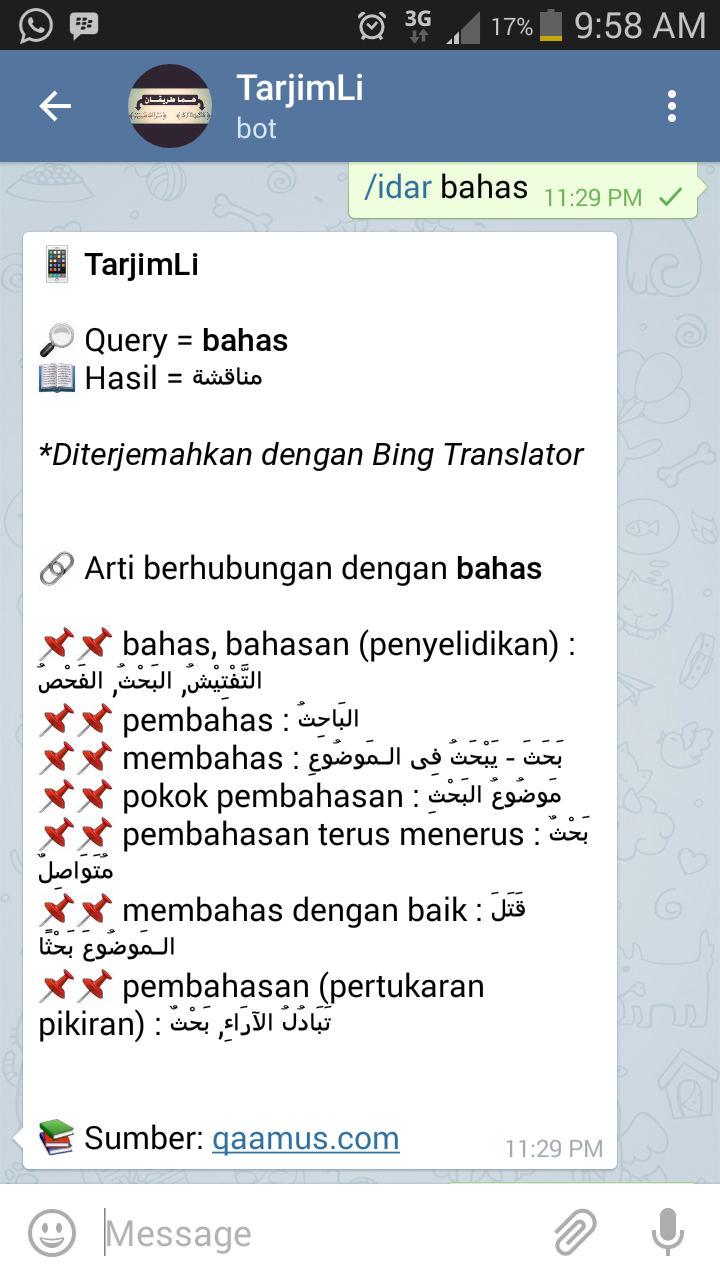 3G 17% 9:58 AM
هما طريقان
TarjimLi
bot
/idar bahas 11:29 PM
TarjimLi
Query = bahas
Hasil = مناقشة
*Diterjemahkan dengan Bing Translator
Arti berhubungan dengan bahas
bahas, bahasan (penyelidikan) :
التَّفْتِيْشُ, البَحْثُ, الفَحْصُ
pembahas : البَاحِثُ
membahas : بَحَثَ - يَبْحَثُ فِى الـمَوضُوعِ
pokok pembahasan : مَوضُوعُ البَحْثِ
pembahasan terus menerus : بَحْثٌ
مُتَوَاصِلٌ
membahas dengan baik : قَتَلَ
الـمَوضُوعَ بَحْثًا
pembahasan (pertukaran
pikiran) : تَبَادُلُ الآرَاءِ, بَحْثٌ
Sumber: qaamus.com
11:29 PM
Message